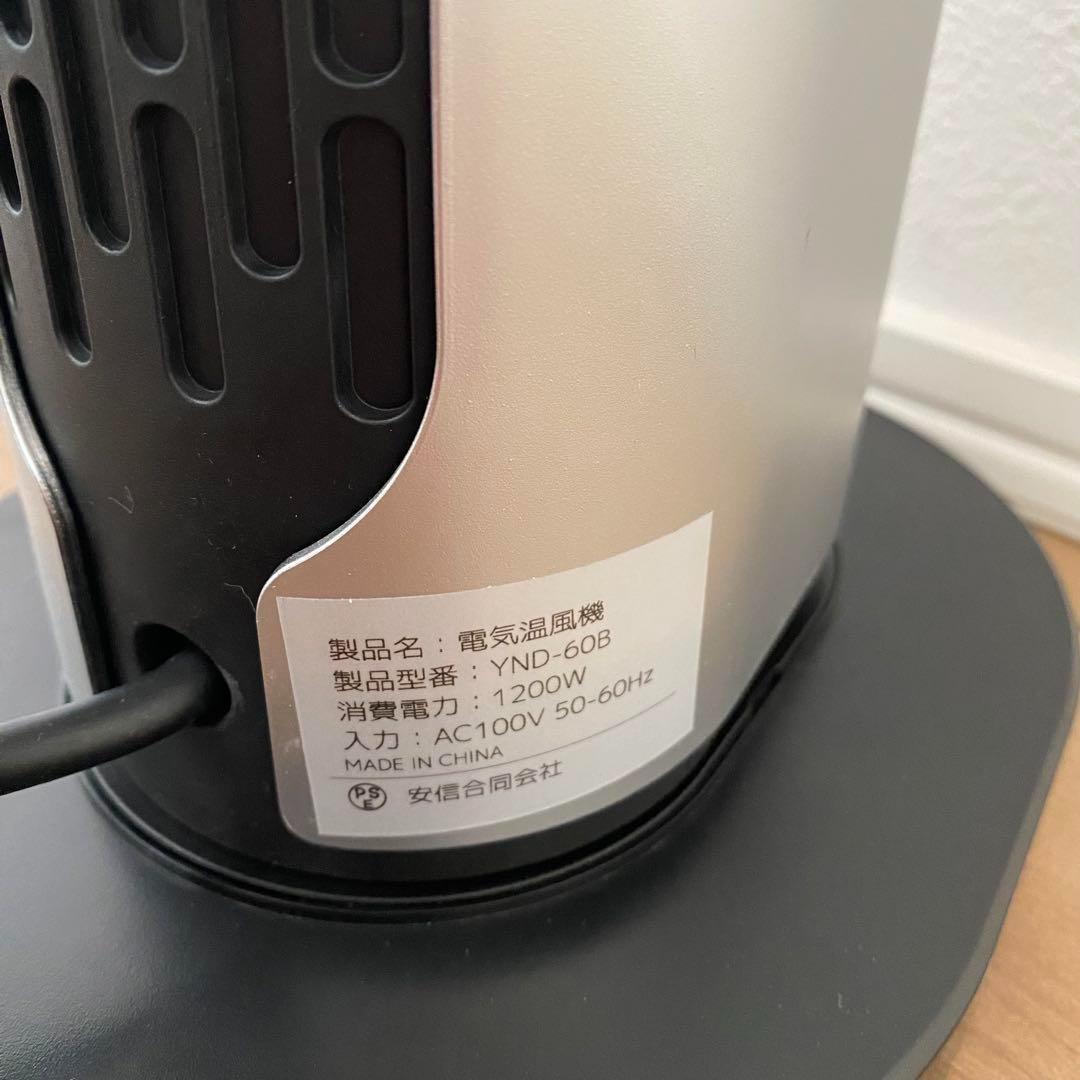 製品名：電気温風機
製品型番：YND-60B
消費電力：1200W
入力：AC100V 50-60Hz
MADE IN CHINA
PSE 安信合同会社